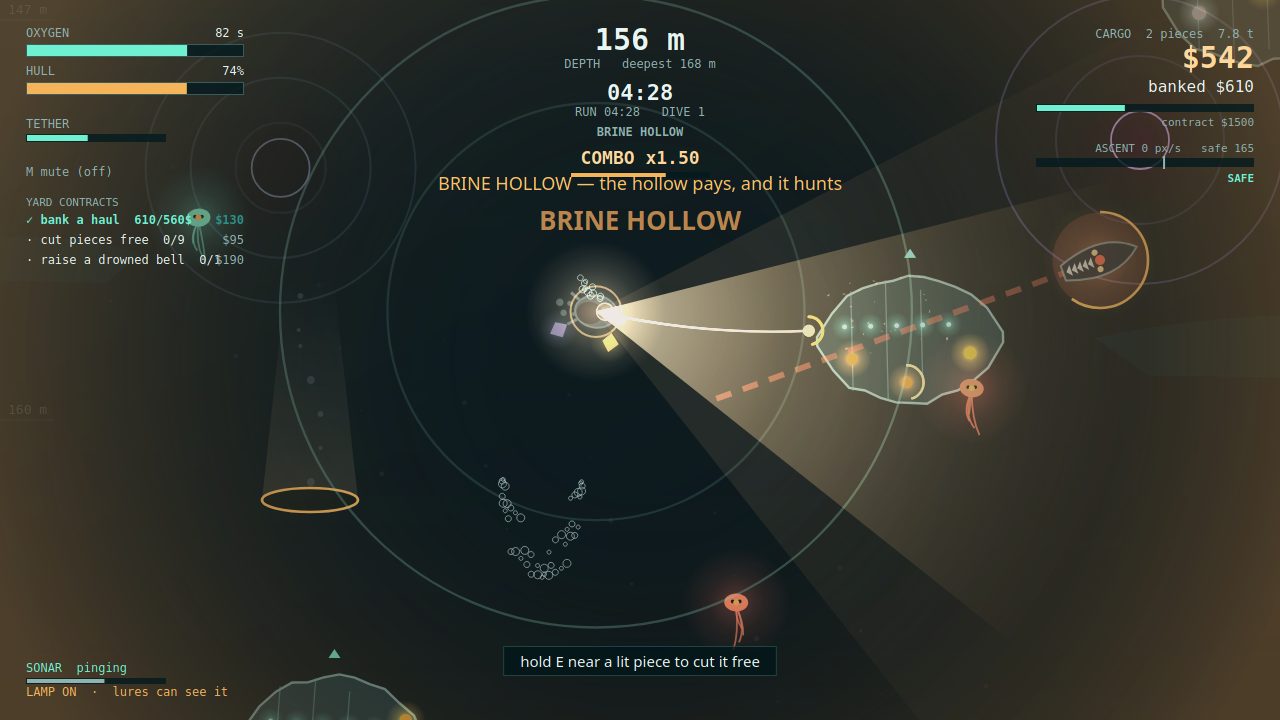 147 m
OXYGEN 82 s
HULL 74%
TETHER
M mute (off)
YARD CONTRACTS
✓ bank a haul 610/560$ $130
· cut pieces free 0/9 $95
· raise a drowned bell 0/1 $190
156 m
DEPTH deepest 168 m
04:28
RUN 04:28 DIVE 1
BRINE HOLLOW
COMBO x1.50
BRINE HOLLOW — the hollow pays, and it hunts
BRINE HOLLOW
CARGO 2 pieces 7.8 t
$542
banked $610
contract $1500
ASCENT 0 px/s safe 165
SAFE
160 m
hold E near a lit piece to cut it free
SONAR pinging
LAMP ON · lures can see it